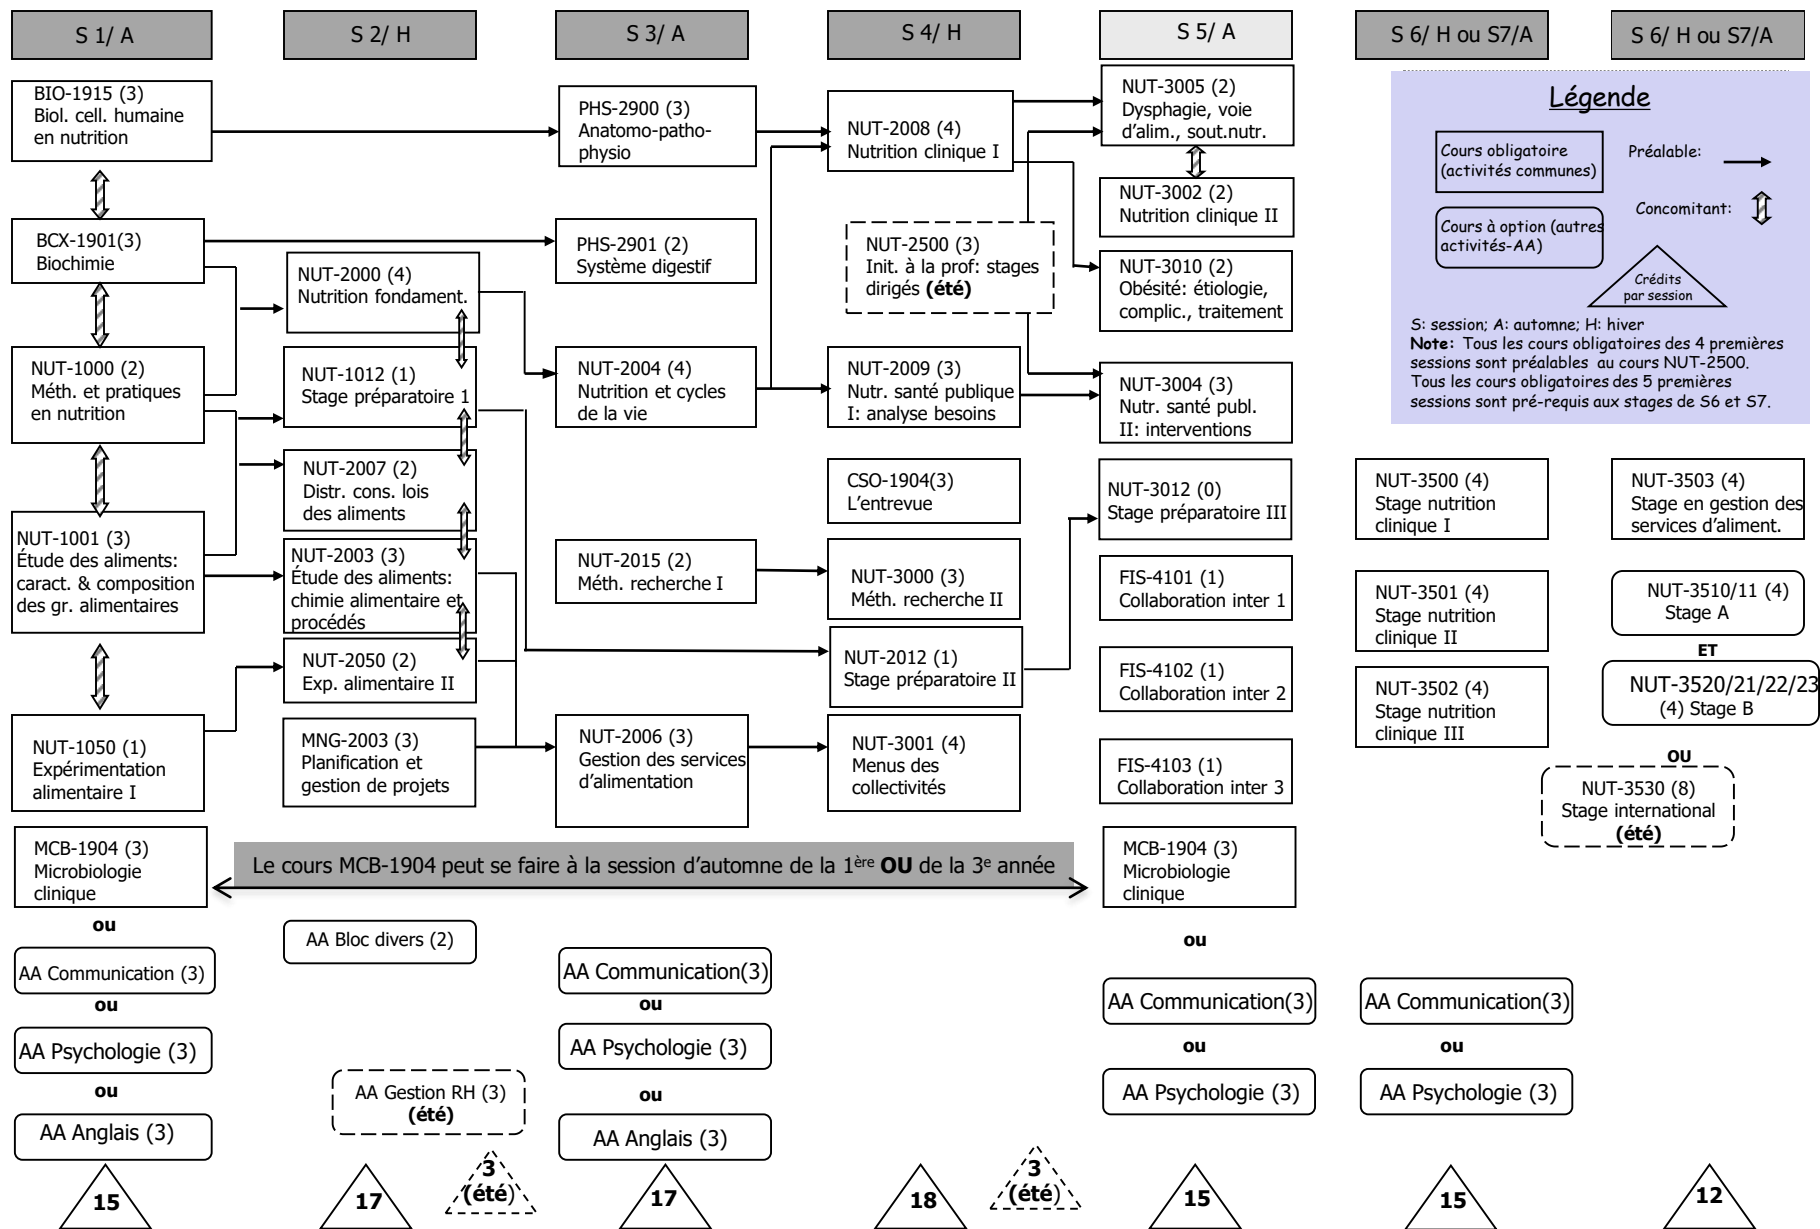 S 1/ A
S 2/ H
S 3/ A
S 4/ H
S 5/ A
S 6/ H ou S7/A
S 6/ H ou S7/A
BIO-1915 (3)
Biol. cell. humaine
en nutrition
BCX-1901(3)
Biochimie
NUT-1000 (2)
Méth. et pratiques
en nutrition
NUT-1001 (3)
Étude des aliments:
caract. & composition
des gr. alimentaires
NUT-1050 (1)
Expérimentation
alimentaire I
MCB-1904 (3)
Microbiologie
clinique
ou
AA Communication (3)
ou
AA Psychologie (3)
ou
AA Anglais (3)
15
NUT-2000 (4)
Nutrition fondament.
NUT-1012 (1)
Stage préparatoire 1
NUT-2007 (2)
Distr. cons. lois
des aliments
NUT-2003 (3)
Étude des aliments:
chimie alimentaire et
procédés
NUT-2050 (2)
Exp. alimentaire II
MNG-2003 (3)
Planification et
gestion de projets
Le cours MCB-1904 peut se faire à la session d'automne de la 1ère OU de la 3e année
AA Bloc divers (2)
AA Gestion RH (3)
(été)
17
3
(été)
PHS-2900 (3)
Anatomo-patho-
physio
PHS-2901 (2)
Système digestif
NUT-2004 (4)
Nutrition et cycles
de la vie
NUT-2015 (2)
Méth. recherche I
NUT-2006 (3)
Gestion des services
d'alimentation
AA Communication(3)
ou
AA Psychologie (3)
ou
AA Anglais (3)
17
NUT-2008 (4)
Nutrition clinique I
NUT-2500 (3)
Init. à la prof: stages
dirigés (été)
NUT-2009 (3)
Nutr. santé publique
I: analyse besoins
CSO-1904(3)
L'entrevue
NUT-3000 (3)
Méth. recherche II
NUT-2012 (1)
Stage préparatoire II
NUT-3001 (4)
Menus des
collectivités
18
3
(été)
NUT-3005 (2)
Dysphagie, voie
d'alim., sout.nutr.
NUT-3002 (2)
Nutrition clinique II
NUT-3010 (2)
Obésité: étiologie,
complic., traitement
NUT-3004 (3)
Nutr. santé publ.
II: interventions
NUT-3012 (0)
Stage préparatoire III
FIS-4101 (1)
Collaboration inter 1
FIS-4102 (1)
Collaboration inter 2
FIS-4103 (1)
Collaboration inter 3
MCB-1904 (3)
Microbiologie
clinique
ou
AA Communication(3)
ou
AA Psychologie (3)
15
Légende
Cours obligatoire
(activités communes)
Préalable:
Cours à option (autres
activités-AA)
Concomitant:
Crédits
par session
S: session; A: automne; H: hiver
Note: Tous les cours obligatoires des 4 premières
sessions sont préalables au cours NUT-2500.
Tous les cours obligatoires des 5 premières
sessions sont pré-requis aux stages de S6 et S7.
NUT-3500 (4)
Stage nutrition
clinique I
NUT-3501 (4)
Stage nutrition
clinique II
NUT-3502 (4)
Stage nutrition
clinique III
AA Communication(3)
ou
AA Psychologie (3)
15
NUT-3503 (4)
Stage en gestion des
services d'aliment.
NUT-3510/11 (4)
Stage A
ET
NUT-3520/21/22/23
(4) Stage B
OU
NUT-3530 (8)
Stage international
(été)
12